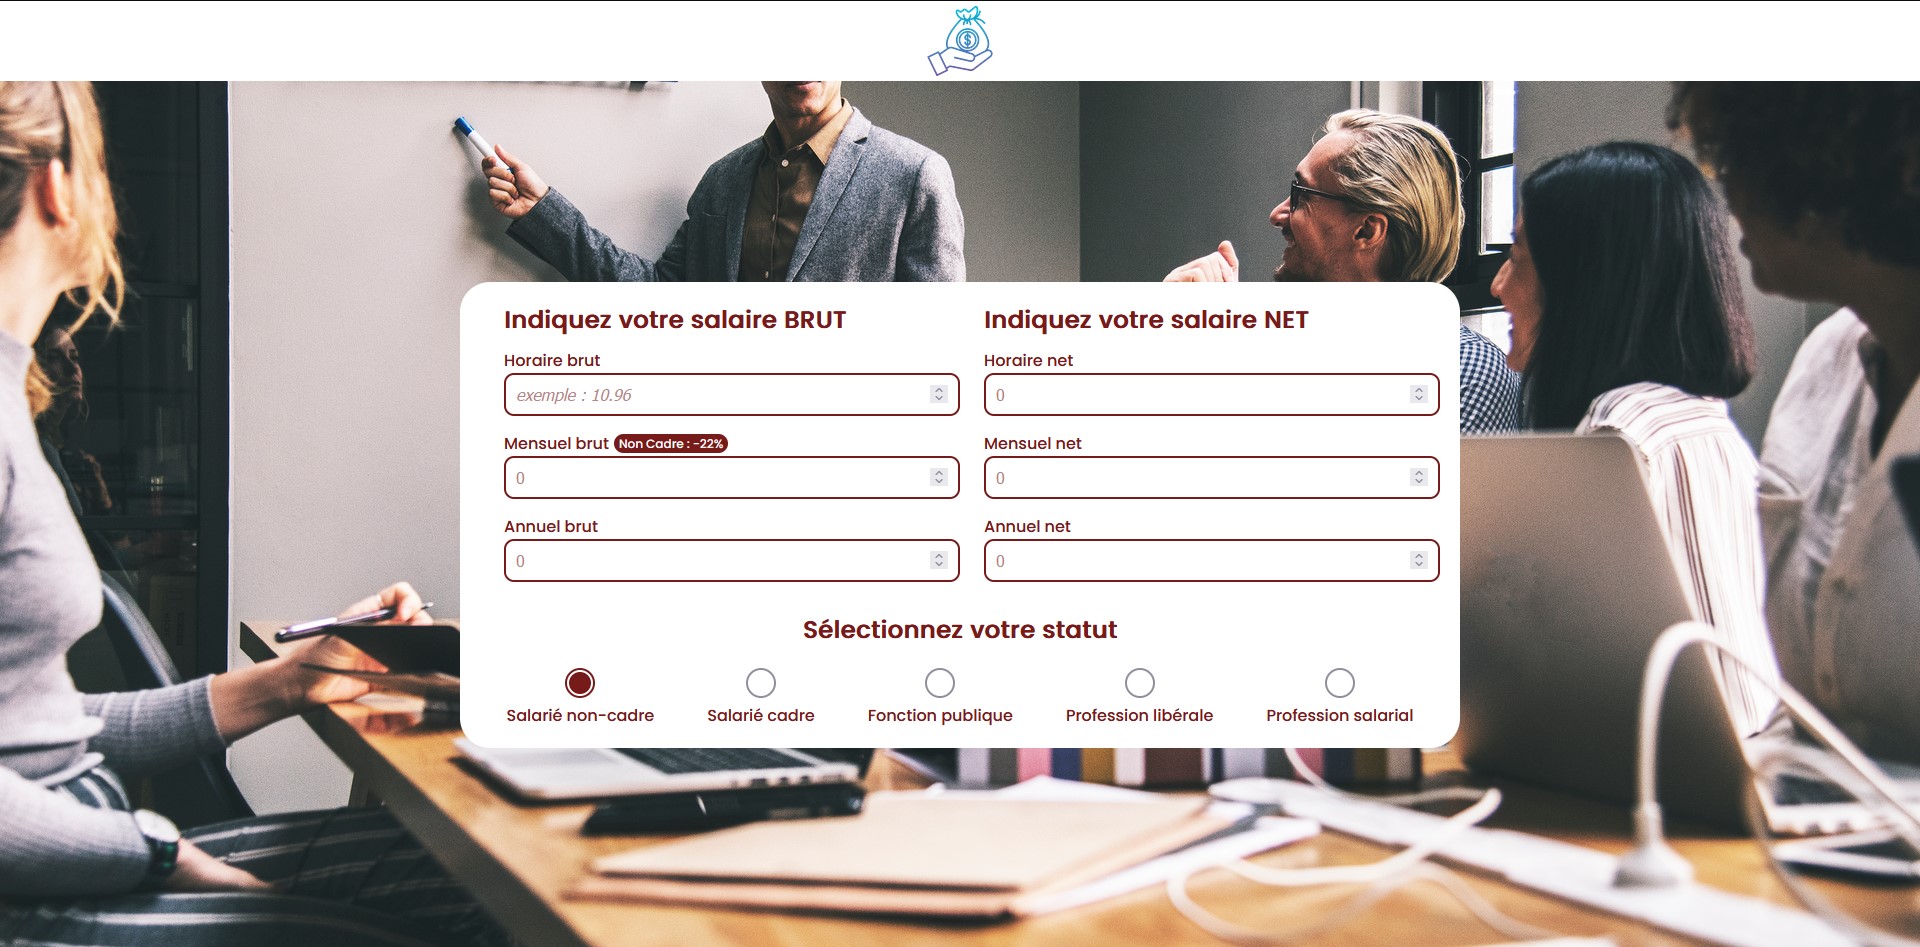 $
Indiquez votre salaire BRUT
Horaire brut
exemple : 10.96
Mensuel brut Non Cadre : -22%
0
Annuel brut
0
Indiquez votre salaire NET
Horaire net
0
Mensuel net
0
Annuel net
0
Sélectionnez votre statut
Salarié non-cadre
Salarié cadre
Fonction publique
Profession libérale
Profession salarial